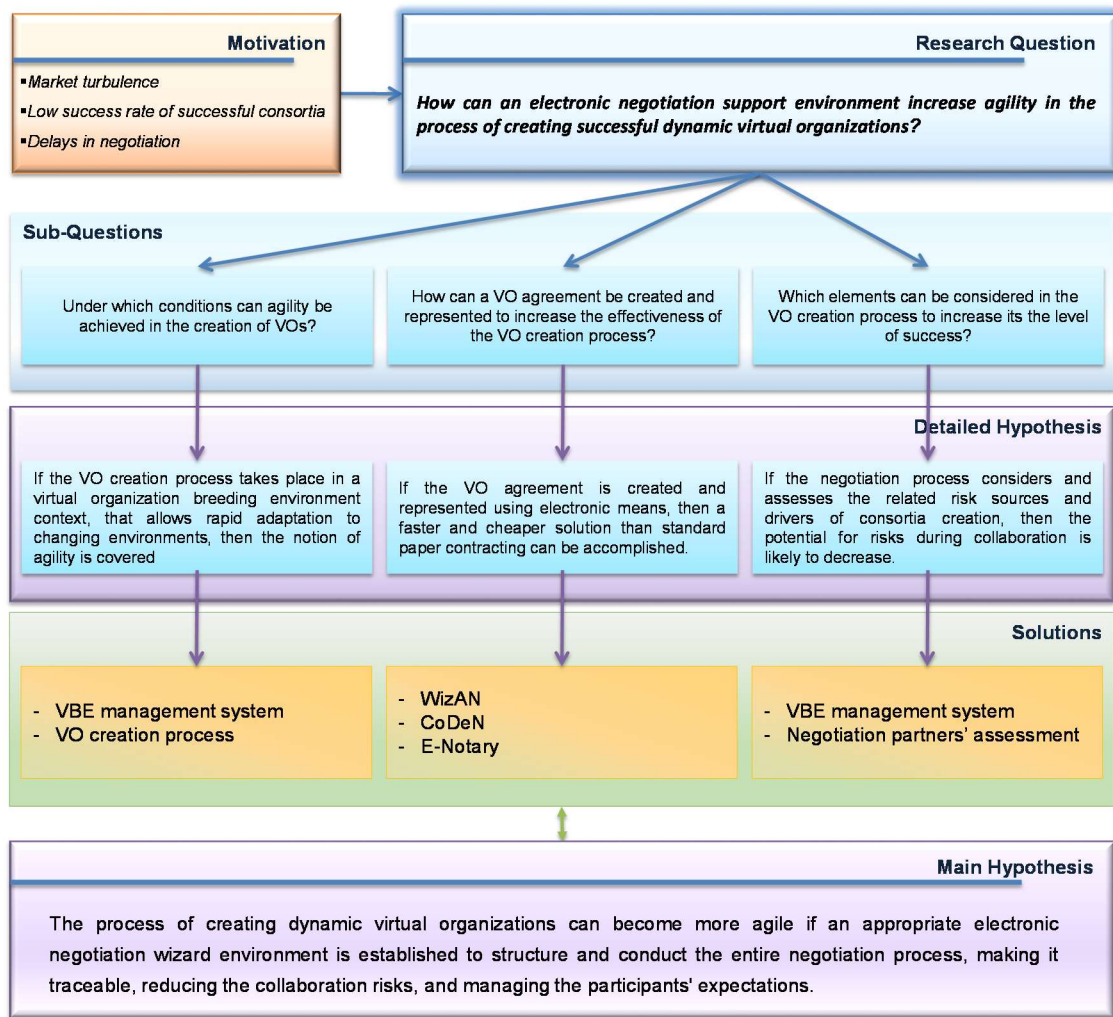 Motivation
▪Market turbulence
▪Low success rate of successful consortia
▪Delays in negotiation
Research Question
How can an electronic negotiation support environment increase agility in the
process of creating successful dynamic virtual organizations?
Sub-Questions
Under which conditions can agility be
achieved in the creation of VOs?
How can a VO agreement be created and
represented to increase the effectiveness of
the VO creation process?
Which elements can be considered in the
VO creation process to increase its the level
of success?
Detailed Hypothesis
If the VO creation process takes place in a
virtual organization breeding environment
context, that allows rapid adaptation to
changing environments, then the notion of
agility is covered
If the VO agreement is created and
represented using electronic means, then a
faster and cheaper solution than standard
paper contracting can be accomplished.
If the negotiation process considers and
assesses the related risk sources and
drivers of consortia creation, then the
potential for risks during collaboration is
likely to decrease.
Solutions
- VBE management system
- VO creation process
- WizAN
- CoDeN
- E-Notary
- VBE management system
- Negotiation partners' assessment
Main Hypothesis
The process of creating dynamic virtual organizations can become more agile if an appropriate electronic
negotiation wizard environment is established to structure and conduct the entire negotiation process, making it
traceable, reducing the collaboration risks, and managing the participants' expectations.